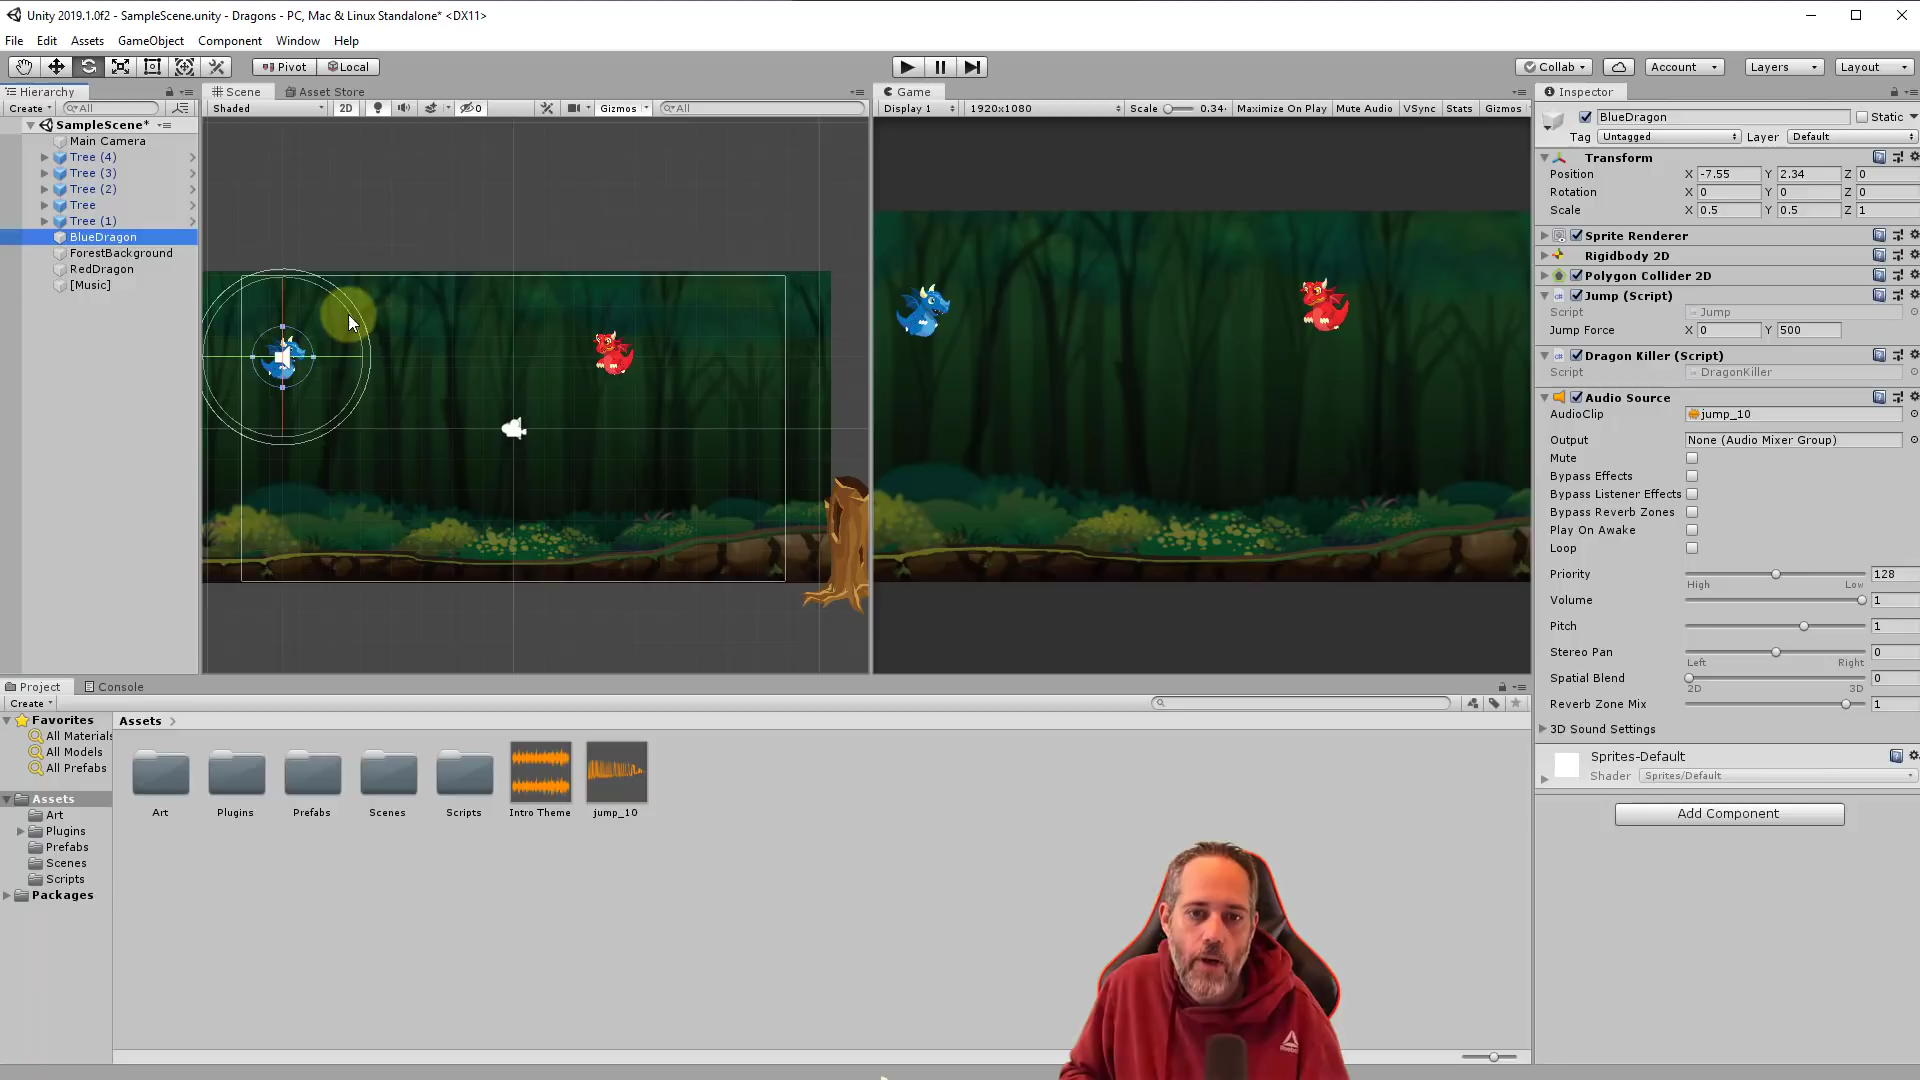 Unity 2019.1.0f2 - SampleScene.unity - Dragons - PC, Mac & Linux Standalone* <DX11>
File Edit Assets GameObject Component Window Help
Pivot Local Collab Account Layers Layout
Hierarchy
Create All
SampleScene*
Main Camera
Tree (4)
Tree (3)
Tree (2)
Tree
Tree (1)
BlueDragon
ForestBackground
RedDragon
[Music]
Scene Asset Store
Shaded 2D 0 Gizmos All
Game
Display 1 1920x1080 Scale 0.34 Maximize On Play Mute Audio VSync Stats Gizmos
Inspector
BlueDragon Static
Tag Untagged Layer Default
Transform
Position X -7.55 Y 2.34 Z 0
Rotation X 0 Y 0 Z 0
Scale X 0.5 Y 0.5 Z 1
Sprite Renderer
Rigidbody 2D
Polygon Collider 2D
Jump (Script)
Script Jump
Jump Force X 0 Y 500
Dragon Killer (Script)
Script DragonKiller
Audio Source
AudioClip jump_10
Output None (Audio Mixer Group)
Mute
Bypass Effects
Bypass Listener Effects
Bypass Reverb Zones
Play On Awake
Loop
Priority 128
High Low
Volume 1
Pitch 1
Stereo Pan 0
Left Right
Spatial Blend 0
2D 3D
Reverb Zone Mix 1
3D Sound Settings
Sprites-Default
Shader Sprites/Default
Add Component
Project Console
Create
Favorites
All Materials
All Models
All Prefabs
Assets
Art
Plugins
Prefabs
Scenes
Scripts
Packages
Assets
Art Plugins Prefabs Scenes Scripts Intro Theme jump_10